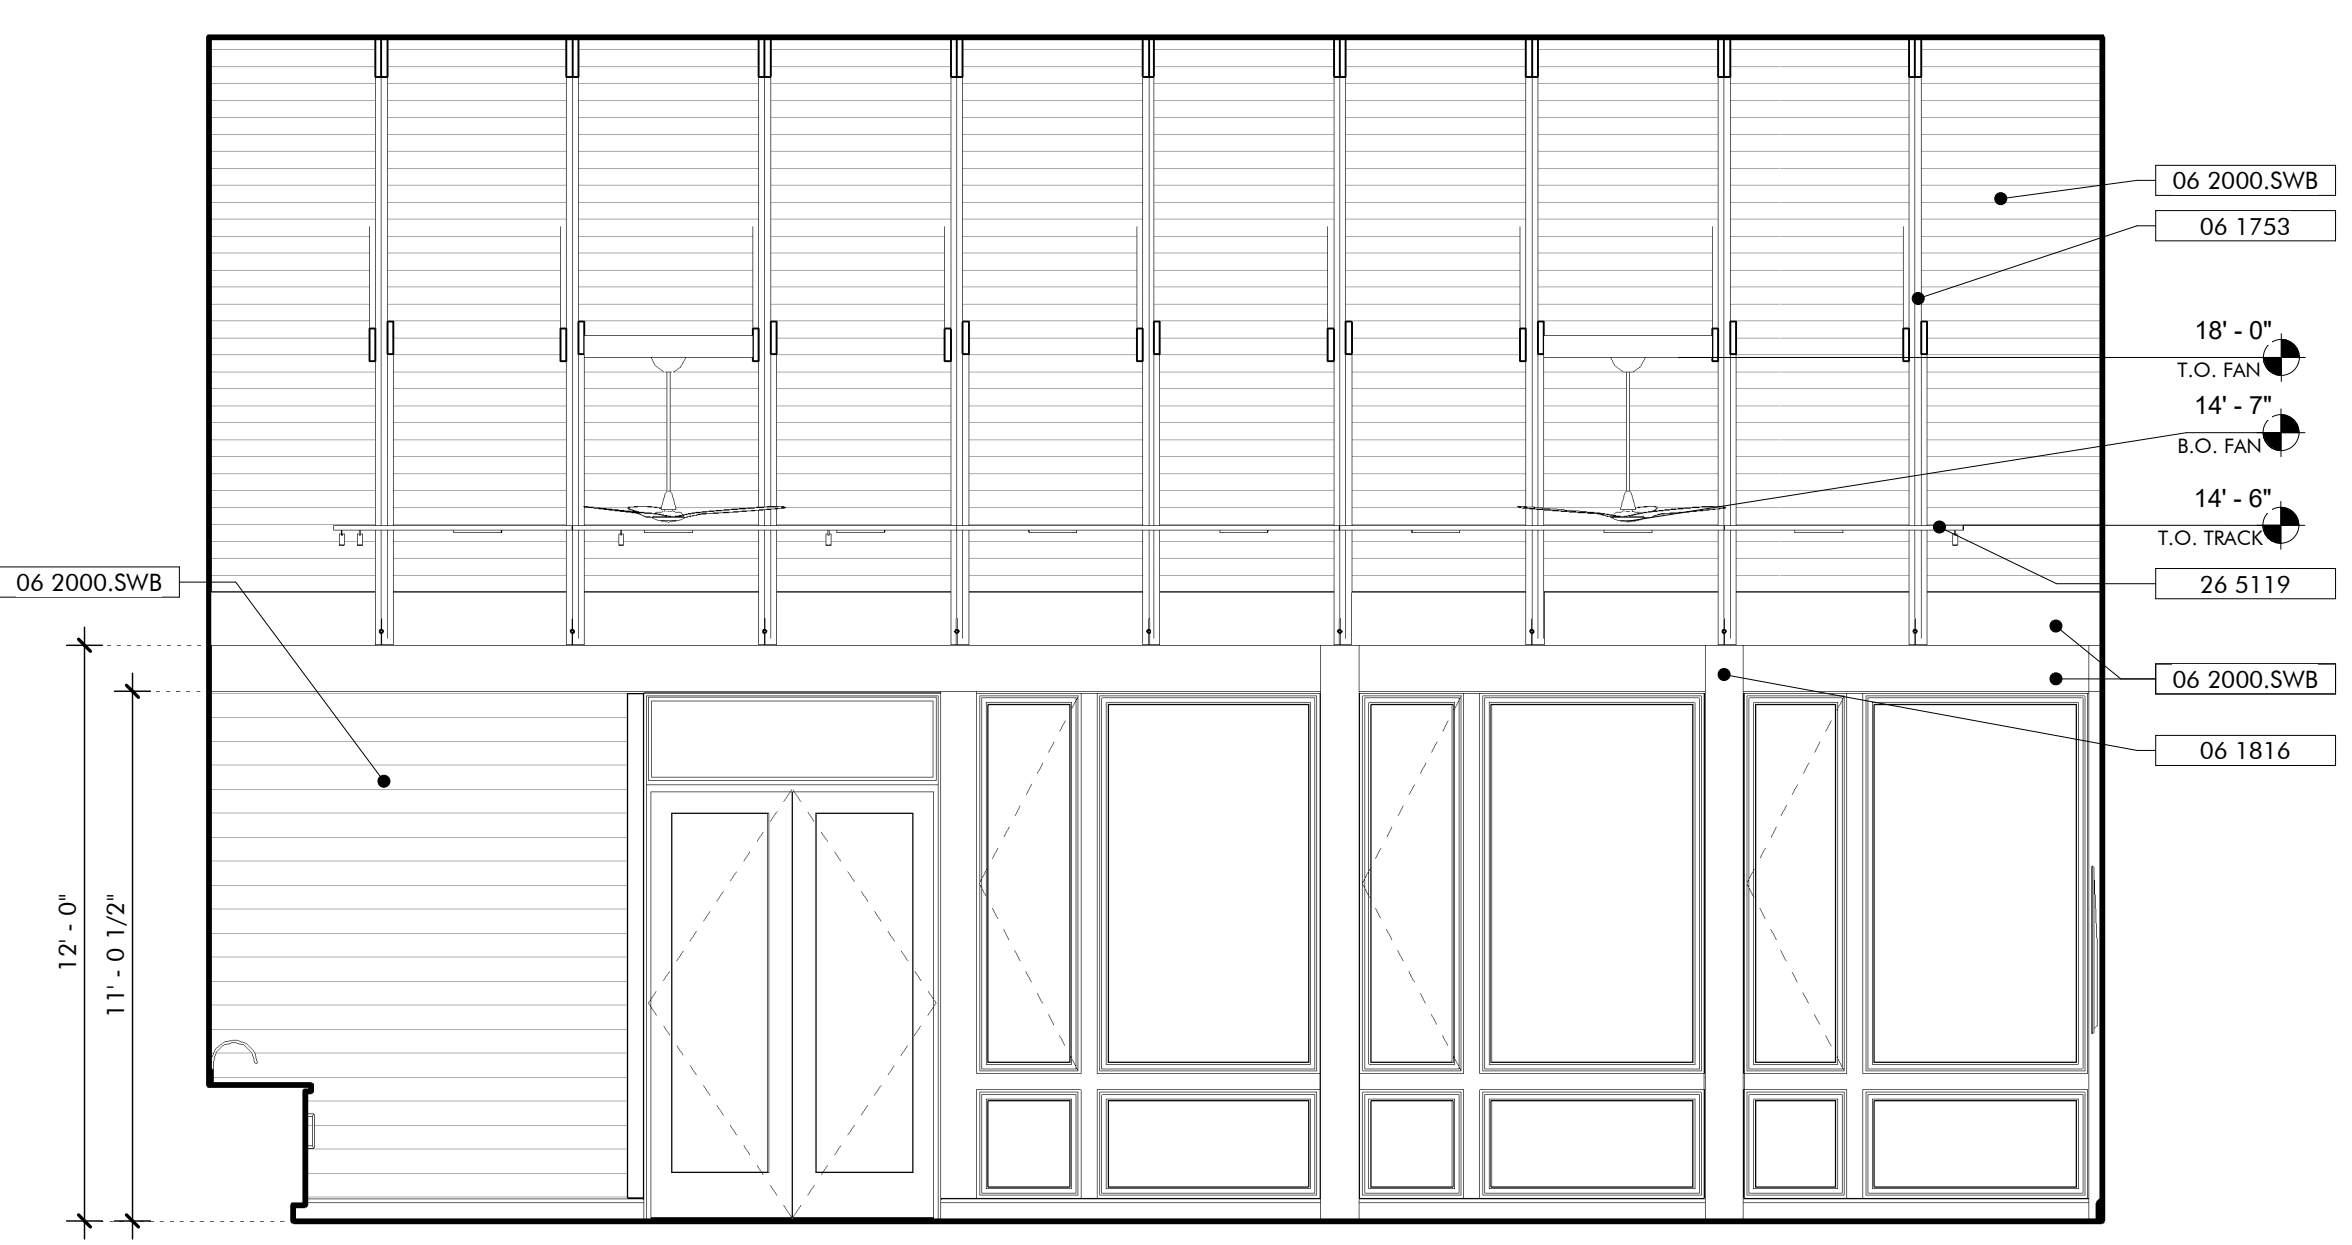 06 2000.SWB
06 1753
18' - 0"
T.O. FAN
14' - 7"
B.O. FAN
14' - 6"
T.O. TRACK
06 2000.SWB
26 5119
06 2000.SWB
06 1816
12' - 0"
11' - 0 1/2"